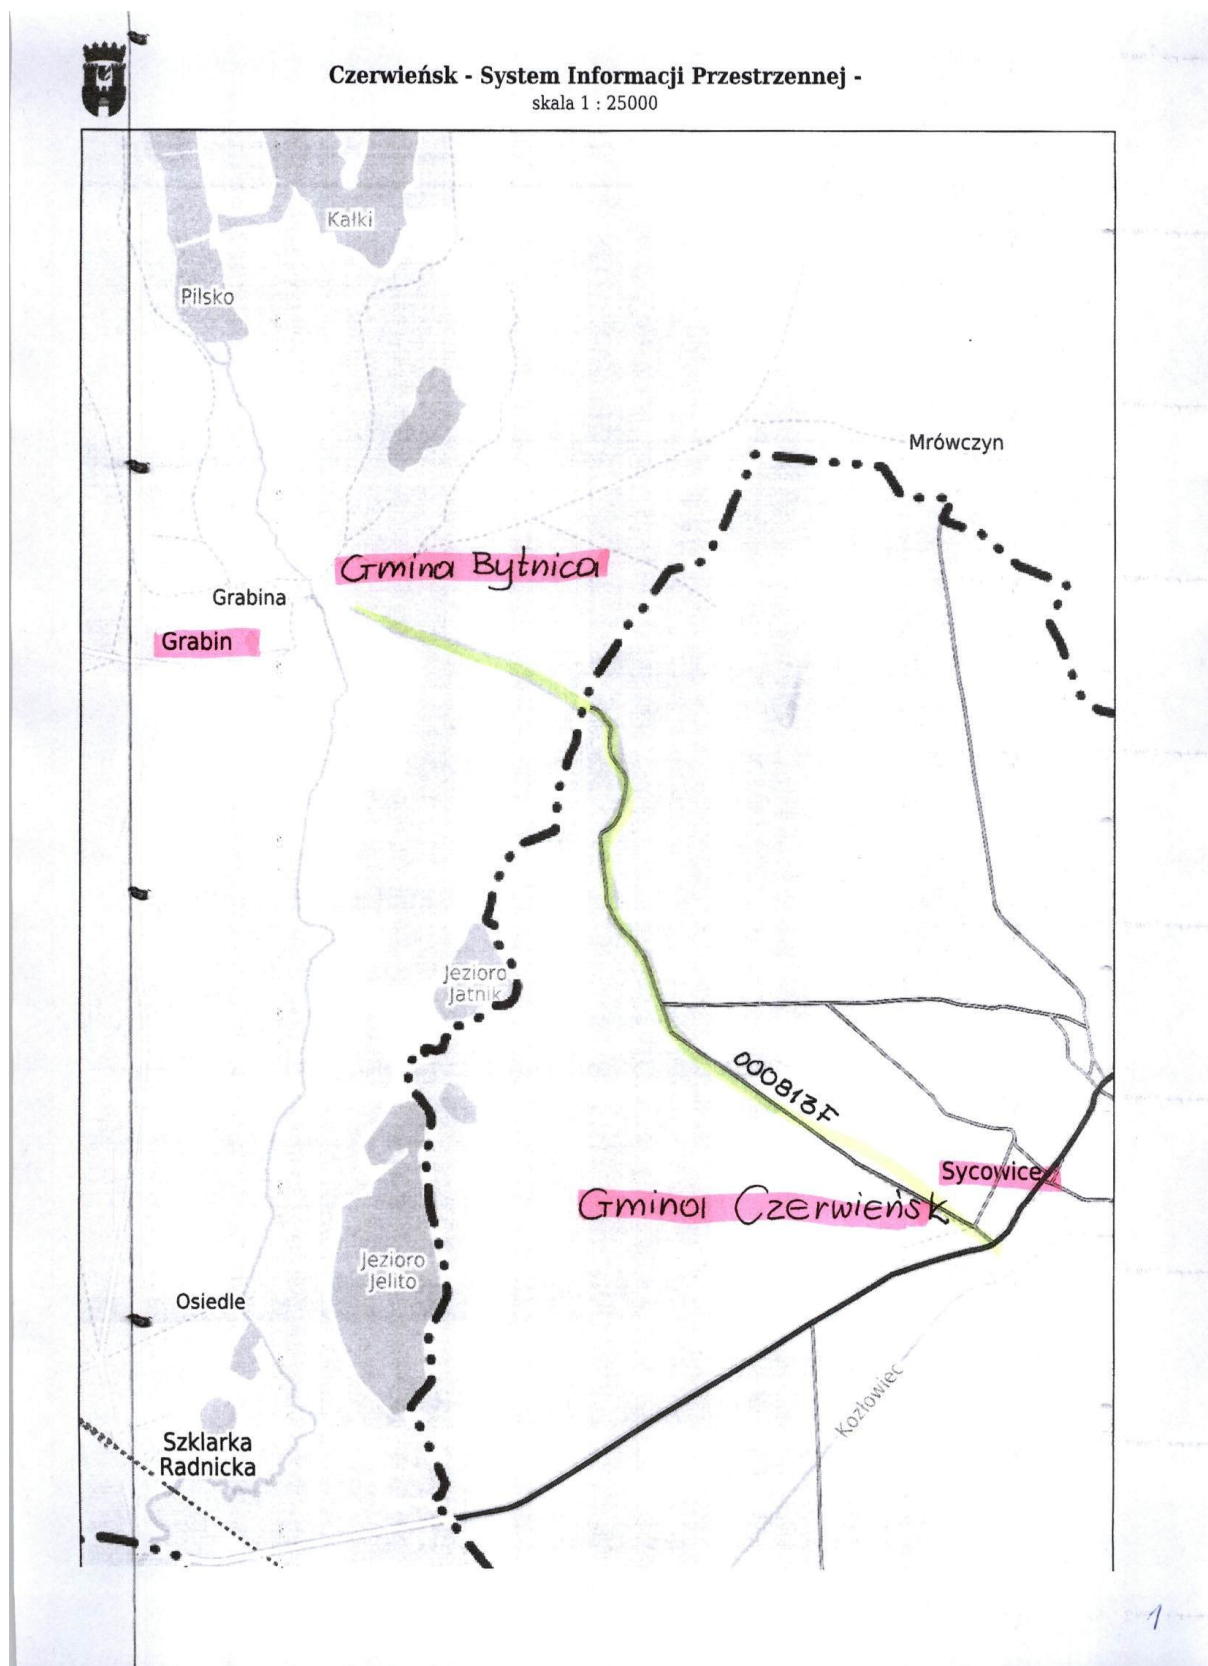 Czerwieńsk - System Informacji Przestrzennej -
skala 1 : 25000
Kałki
Pilsko
Mrówczyn
Gmina Bytnica
Grabina
Grabin
Jezioro
Jatnik
000813F
Sycowice
Gmina Czerwieńsk
Jezioro
Jelito
Osiedle
Kozłowiec
Szklarka
Radnicka
1